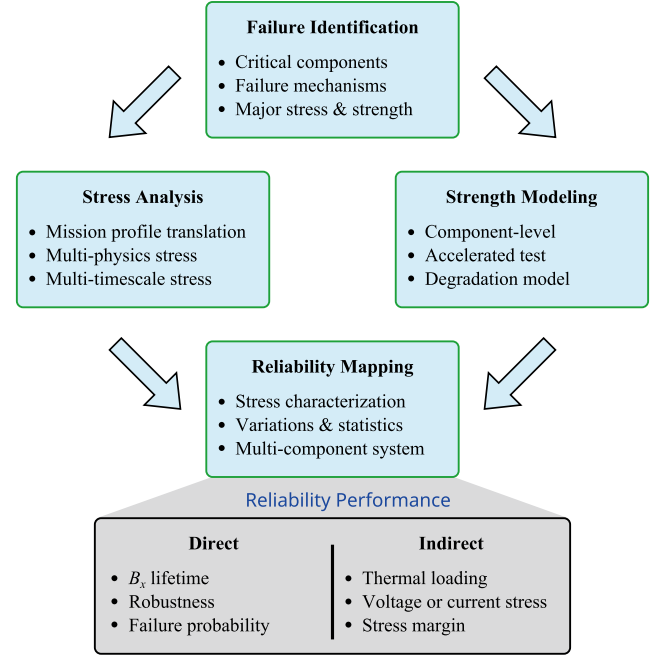 Failure Identification
• Critical components
• Failure mechanisms
• Major stress & strength
Stress Analysis
• Mission profile translation
• Multi-physics stress
• Multi-timescale stress
Strength Modeling
• Component-level
• Accelerated test
• Degradation model
Reliability Mapping
• Stress characterization
• Variations & statistics
• Multi-component system
Reliability Performance
Direct
• Bx lifetime
• Robustness
• Failure probability
Indirect
• Thermal loading
• Voltage or current stress
• Stress margin